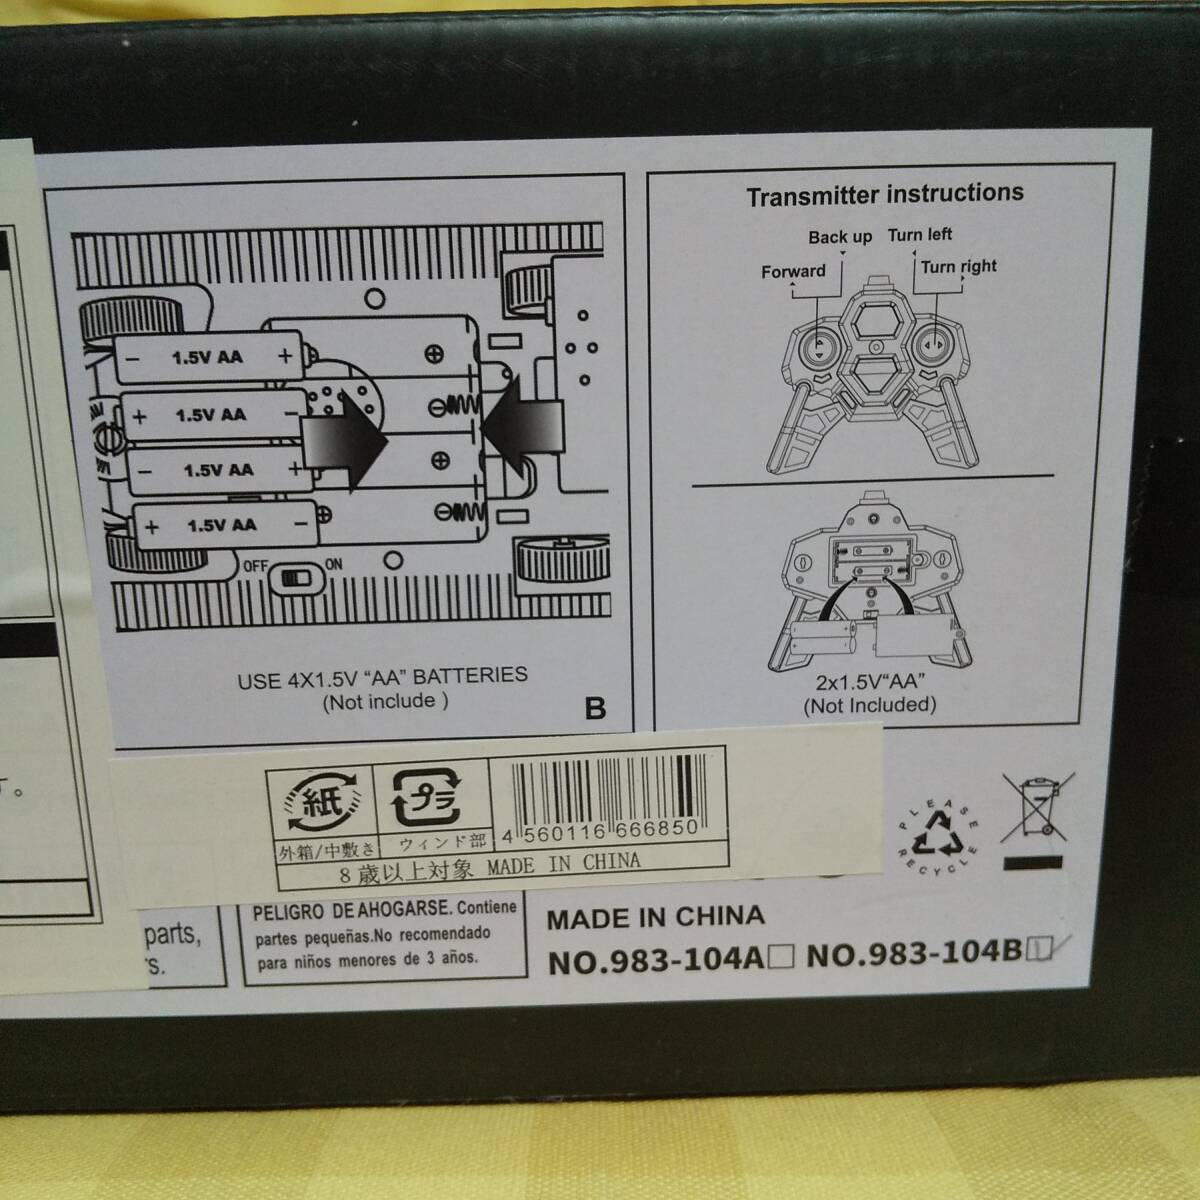 - 1.5V AA +
+ 1.5V AA -
- 1.5V AA +
+ 1.5V AA -
OFF
ON
USE 4X1.5V “AA” BATTERIES
(Not include )
B
Transmitter instructions
Back up Turn left
Forward
Turn right
2x1.5V“AA”
(Not Included)
す。
紙
プラ
外箱/中敷き
ウィンド部
4 560116 666850
8歳以上対象 MADE IN CHINA
PLEASE
RECYCLE
parts,
PELIGRO DE AHOGARSE. Contiene
partes pequeñas.No recomendado
para niños menores de 3 años.
MADE IN CHINA
NO.983-104A□ NO.983-104B□